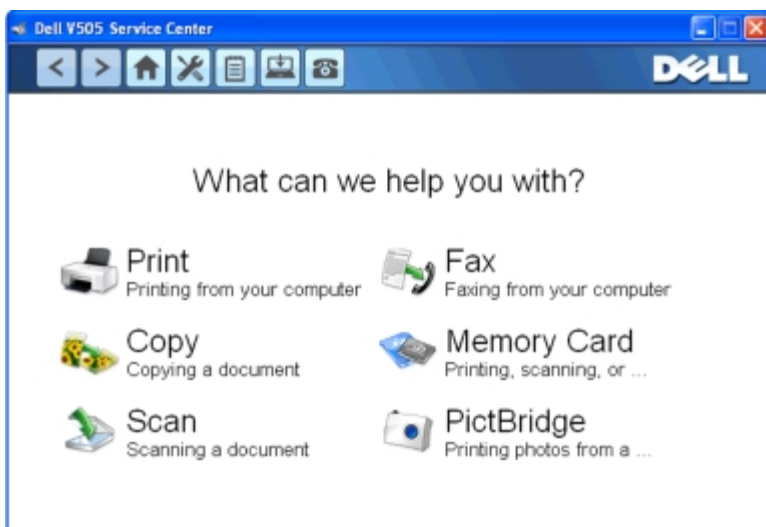 Dell V505 Service Center
DELL
What can we help you with?
Print
Printing from your computer
Fax
Faxing from your computer
Copy
Copying a document
Memory Card
Printing, scanning, or ...
Scan
Scanning a document
PictBridge
Printing photos from a ...